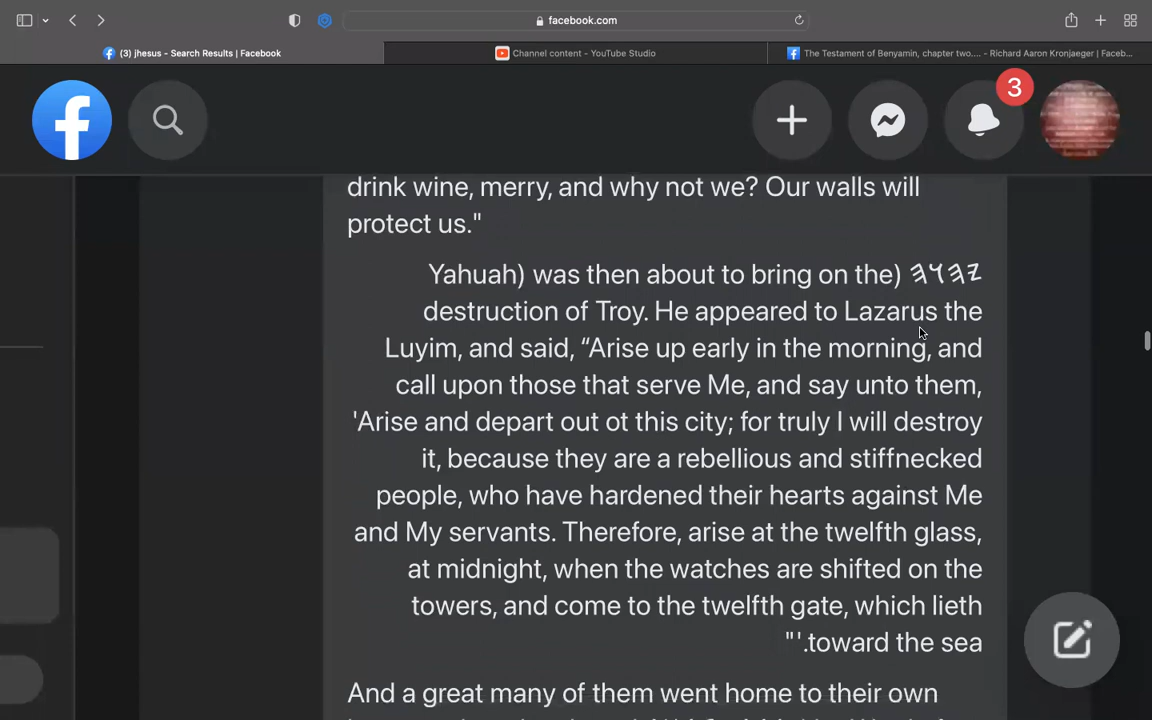 facebook.com
(3) jhesus - Search Results | Facebook
Channel content - YouTube Studio
The Testament of Benyamin, chapter two.... - Richard Aaron Kronjaeger | Faceb...
3
drink wine, merry, and why not we? Our walls will
protect us."
𐤉𐤄𐤅𐤄 (Yahuah) was then about to bring on the
destruction of Troy. He appeared to Lazarus the
Luyim, and said, “Arise up early in the morning, and
call upon those that serve Me, and say unto them,
'Arise and depart out ot this city; for truly I will destroy
it, because they are a rebellious and stiffnecked
people, who have hardened their hearts against Me
and My servants. Therefore, arise at the twelfth glass,
at midnight, when the watches are shifted on the
towers, and come to the twelfth gate, which lieth
toward the sea.'"
And a great many of them went home to their own